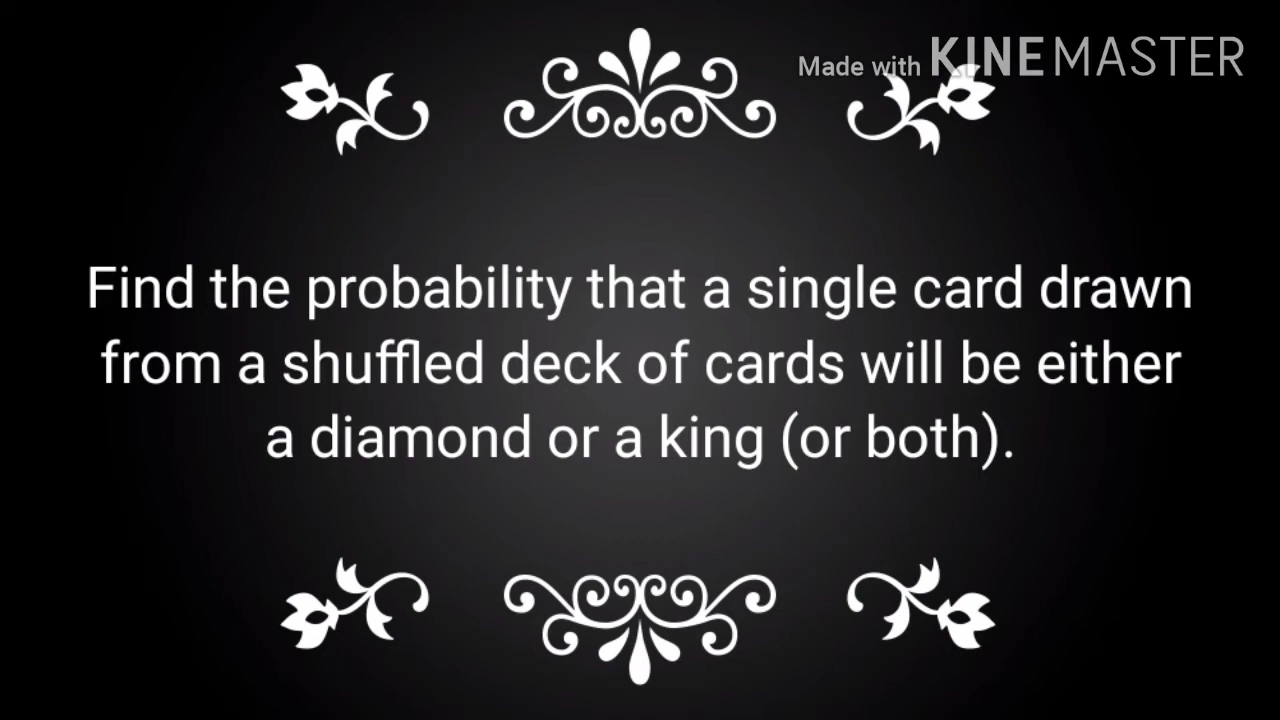 Made with KINEMASTER
Find the probability that a single card drawn
from a shuffled deck of cards will be either
a diamond or a king (or both).